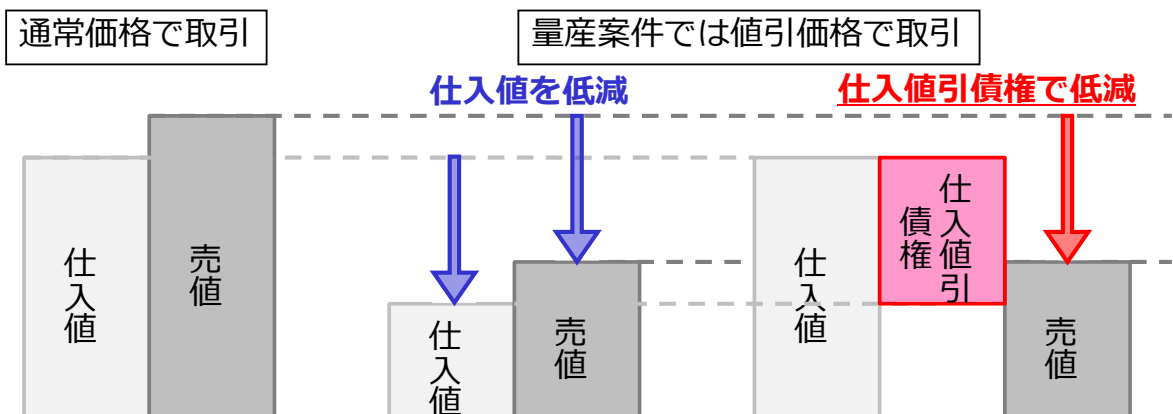 通常価格で取引
量産案件では値引価格で取引
仕入値を低減
仕入値引債権で低減
仕入値
売値
仕入値
売値
仕入値
仕入値引
債権
売値